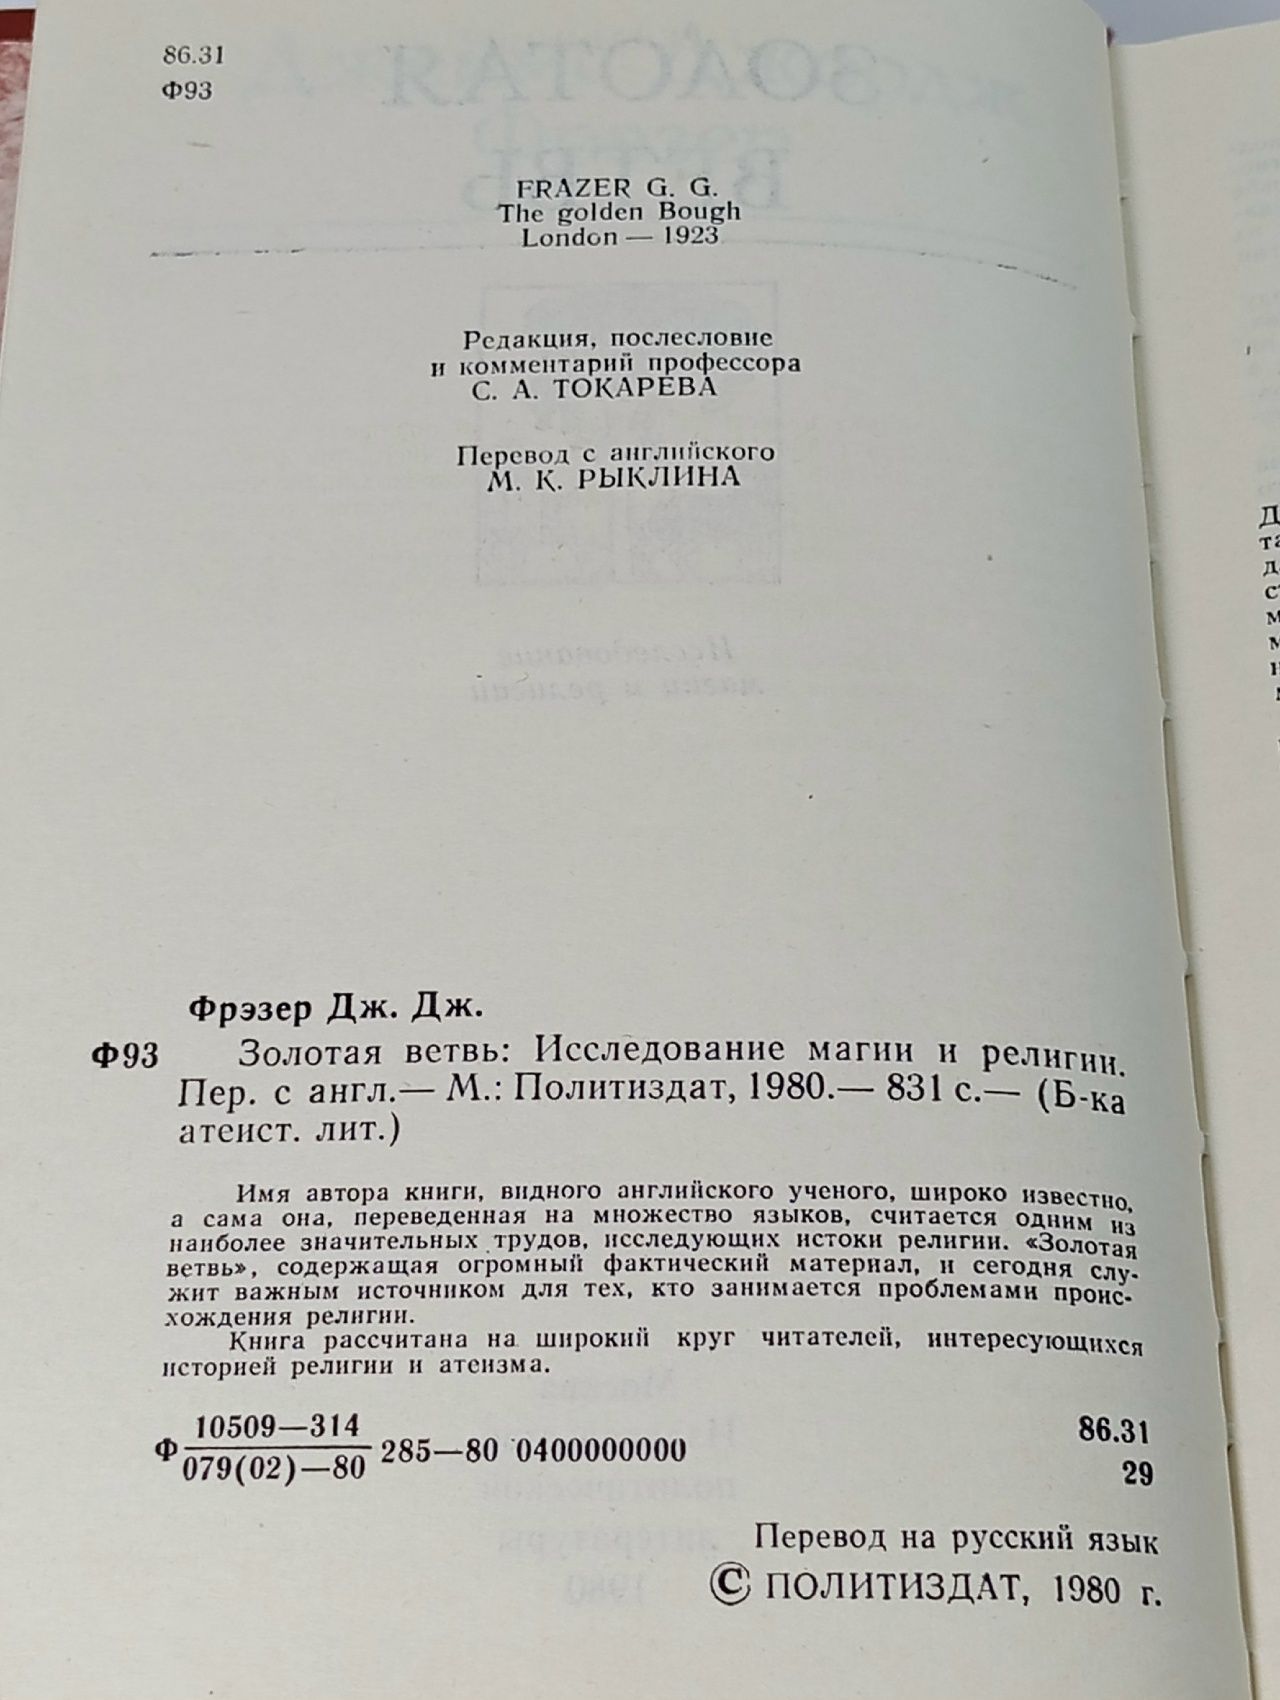 86.31
Ф93
FRAZER G. G.
The golden Bough
London — 1923
Редакция, послесловие
и комментарий профессора
С. А. ТОКАРЕВА
Перевод с английского
М. К. РЫКЛИНА
Фрэзер Дж. Дж.
Ф93 Золотая ветвь: Исследование магии и религии.
Пер. с англ.— М.: Политиздат, 1980.— 831 с.— (Б-ка
атеист. лит.)
Имя автора книги, видного английского ученого, широко известно,
а сама она, переведенная на множество языков, считается одним из
наиболее значительных трудов, исследующих истоки религии. «Золотая
ветвь», содержащая огромный фактический материал, и сегодня слу-
жит важным источником для тех, кто занимается проблемами проис-
хождения религии.
Книга рассчитана на широкий круг читателей, интересующихся
историей религии и атеизма.
10509—314
Ф 285—80 0400000000
079(02)—80
86.31
29
Перевод на русский язык
© ПОЛИТИЗДАТ, 1980 г.